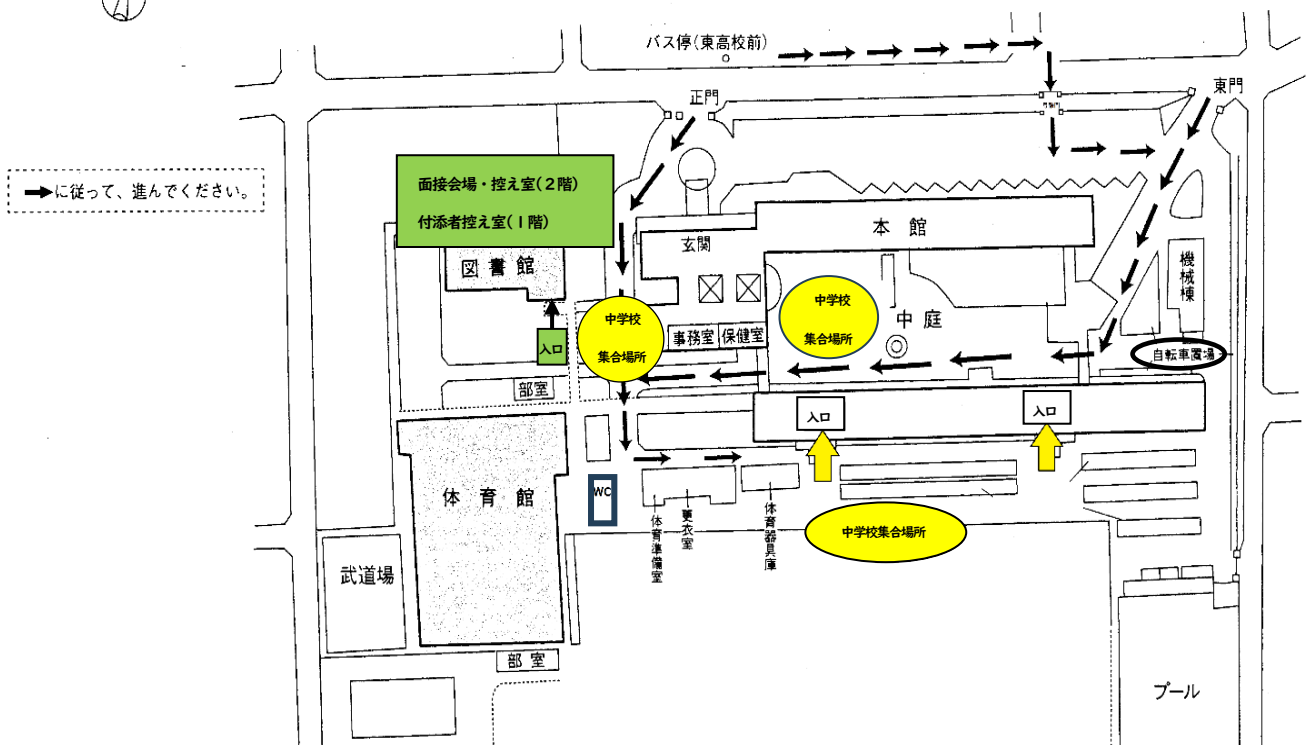 バス停(東高校前)
正門
東門
➡に従って、進んでください。
面接会場・控え室(2階)
付添者控え室(1階)
本館
玄関
図書館
機械棟
中学校
集合場所
中学校
集合場所
中庭
事務室
保健室
入口
自転車置場
部室
入口
入口
体育館
WC
体育準備室
更衣室
体育器具庫
中学校集合場所
武道場
部室
プール